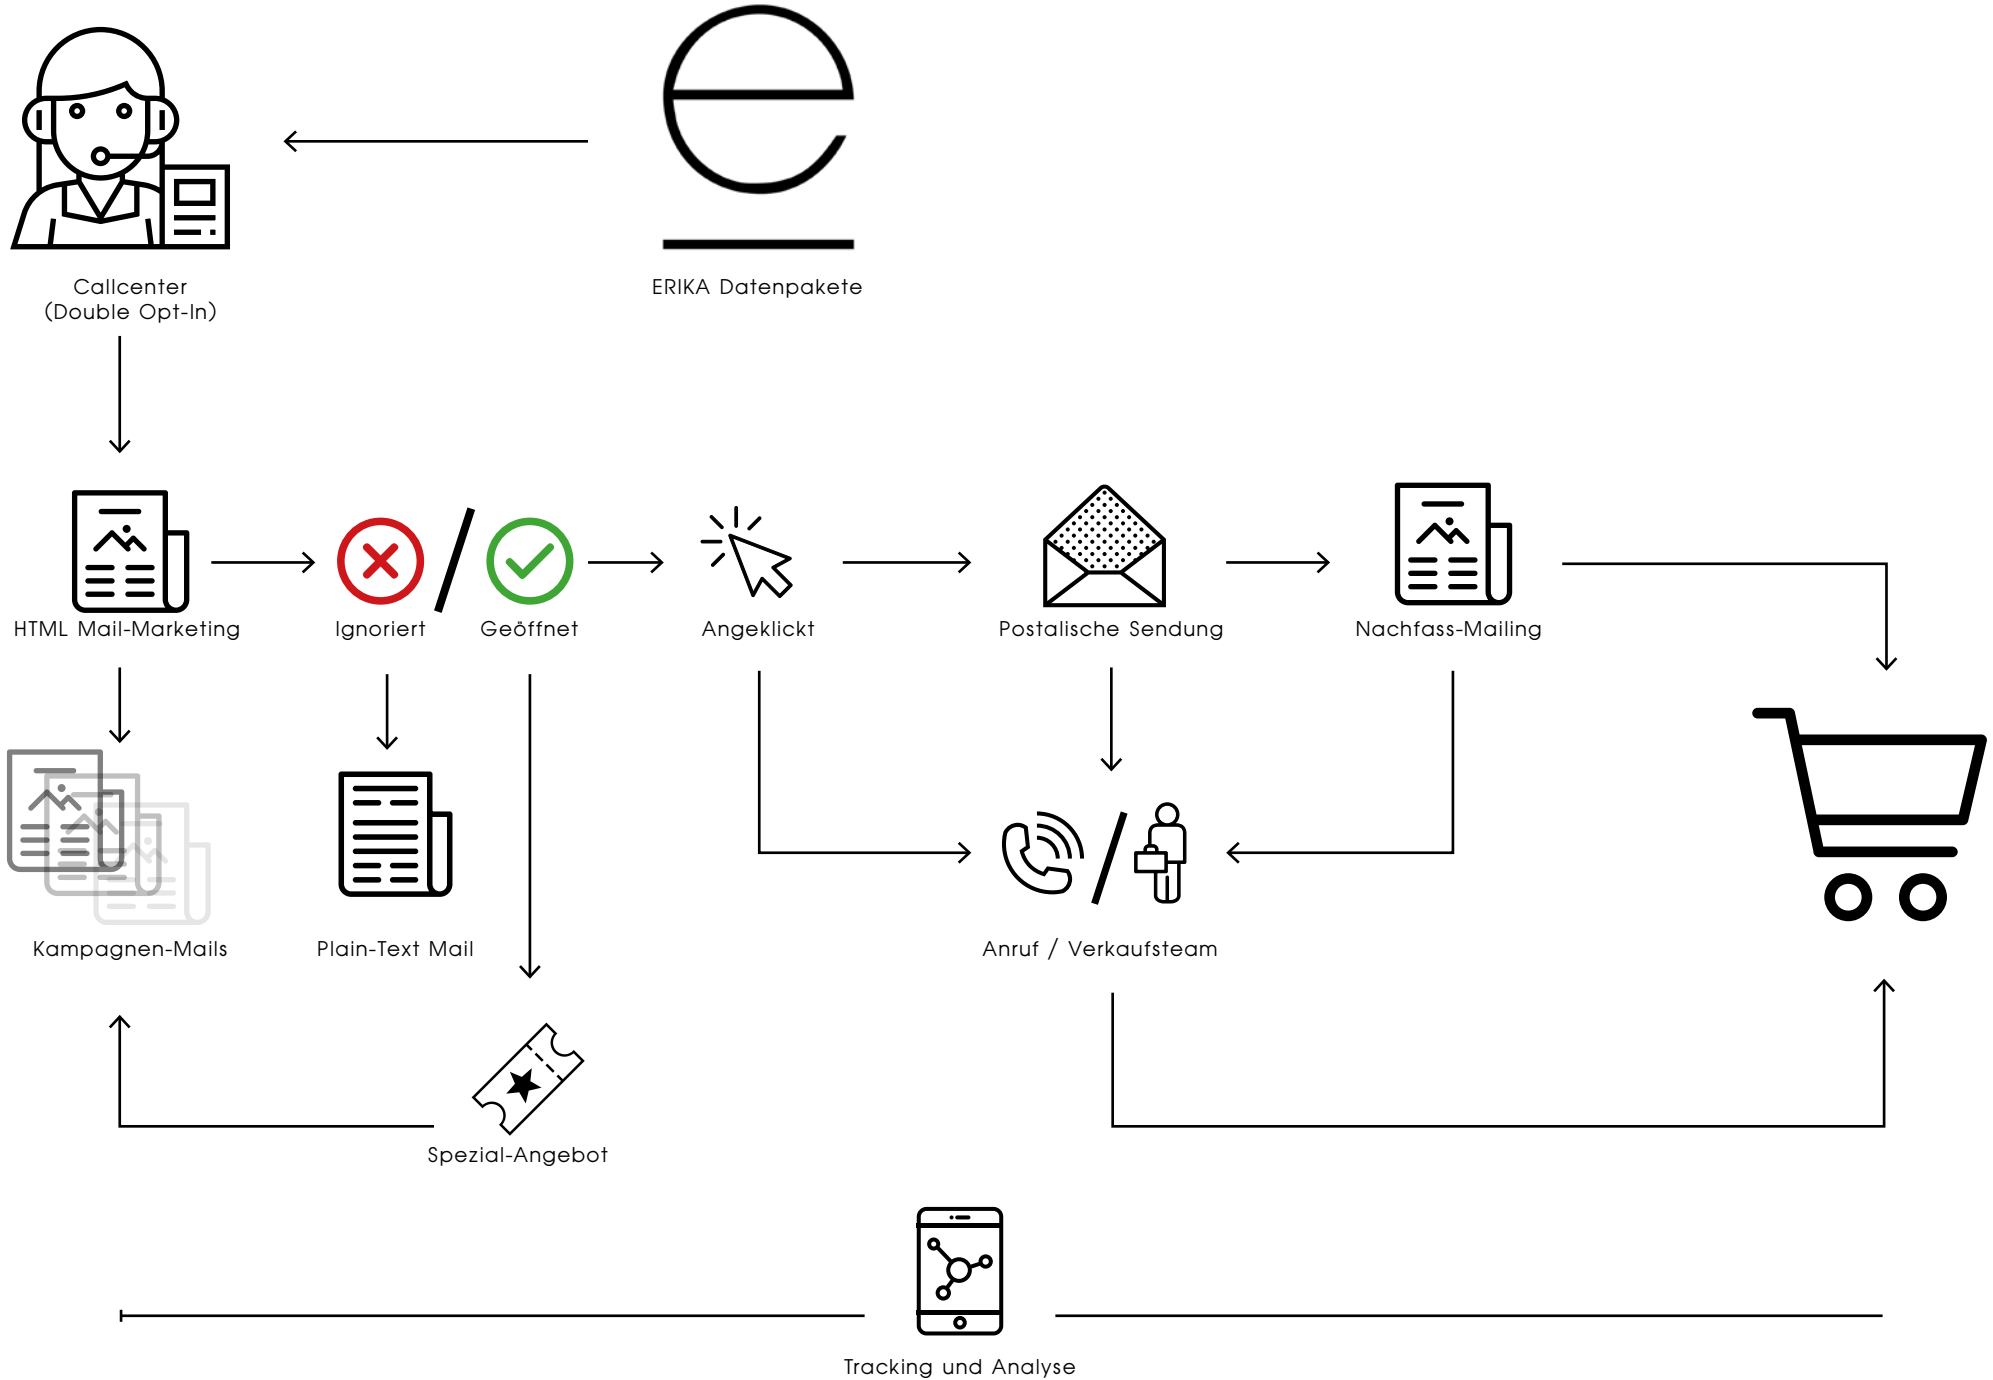 Callcenter
(Double Opt-In)
ERIKA Datenpakete
HTML Mail-Marketing
Ignoriert
Geöffnet
Angeklickt
Postalische Sendung
Nachfass-Mailing
Kampagnen-Mails
Plain-Text Mail
Anruf / Verkaufsteam
Spezial-Angebot
Tracking und Analyse